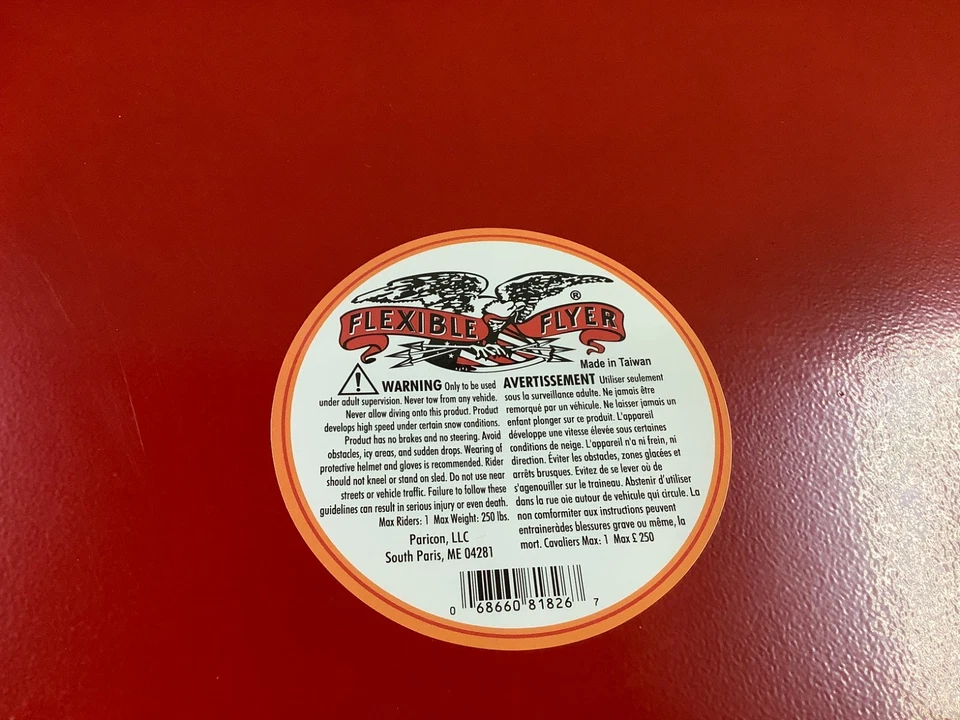 FLEXIBLE FLYER ®
Made in Taiwan
WARNING Only to be used
under adult supervision. Never tow from any vehide.
Never allow diving onto this product. Product
develops high speed under certain snow conditions.
Product has no brakes and no steering. Avoid
obstacles, icy areas, and sudden drops. Wearing of
protective helmet and gloves is recommended. Rider
should not kneel or stand on sled. Do not use near
streets or vehicle traffic. Failure to follow these
guidelines can result in serious injury or even death.
Max Riders: 1 Max Weight: 250 lbs.
Paricon, LLC
South Paris, ME 04281
AVERTISSEMENT Utiliser seulement
sous la surveillance adulte. Ne jamais être
remorqué par un véhicule. Ne laisser jamais un
enfant plonger sur ce produit. L'appareil
développe une vitesse élevée sous certaines
conditions de neige. L'appareil n'a ni frein, ni
direction. Éviter les obstacles, zones glacées et
arrêts brusques. Evitez de se lever où de
s'agenouiller sur le traineau. Abstenir d'utiliser
dans la rue oie autour de vehicule qui circule. La
non comformiter aux instructions peuvent
entraineràdes blessures grave ou même, la
mort. Cavaliers Max: 1 Max £ 250
0 68660 81826 7